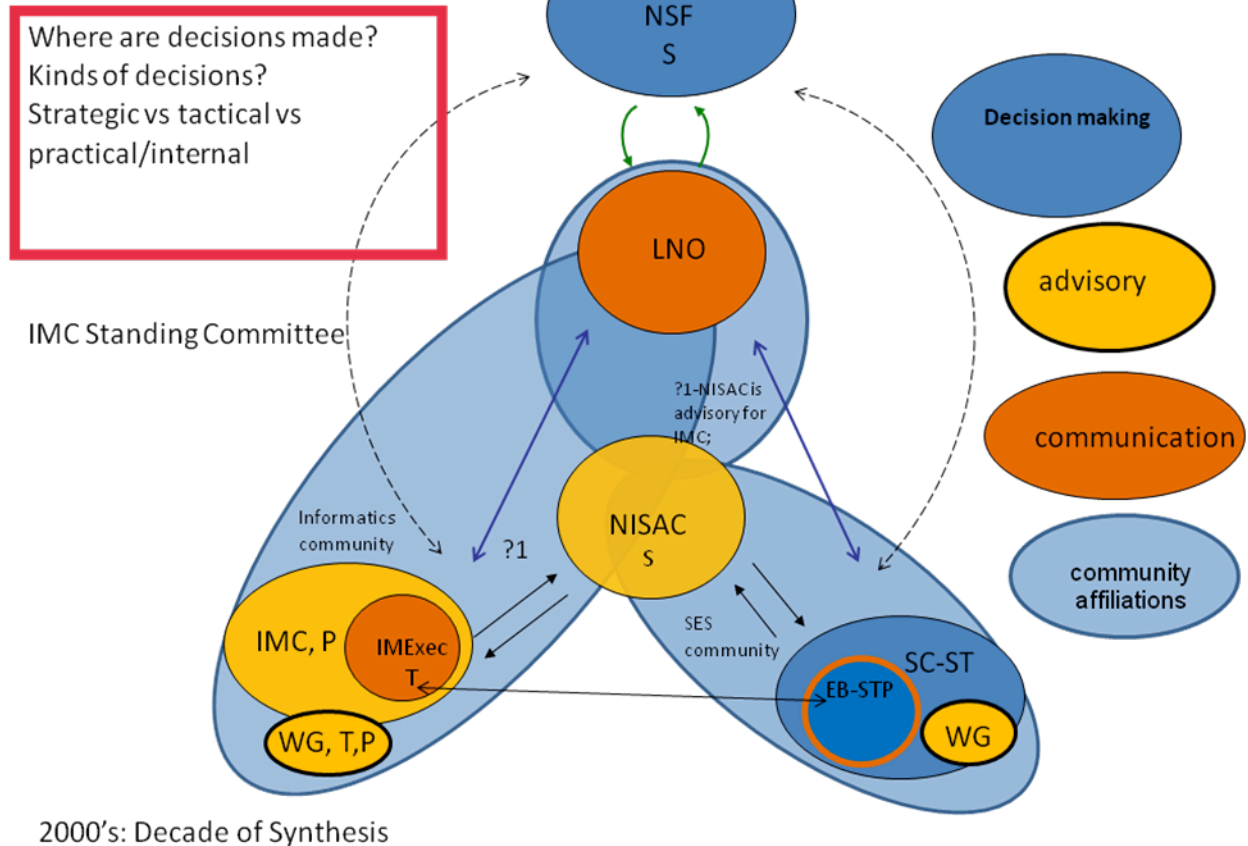 Where are decisions made?
Kinds of decisions?
Strategic vs tactical vs
practical/internal
NSF
S
Decision making
advisory
communication
community
affiliations
LNO
IMC Standing Committee
?1-NISAC is
advisory for
IMC;
NISAC
S
Informatics
community
?1
IMC, P
IMExec
T
WG, T,P
SES
community
SC-ST
EB-STP
WG
2000's: Decade of Synthesis